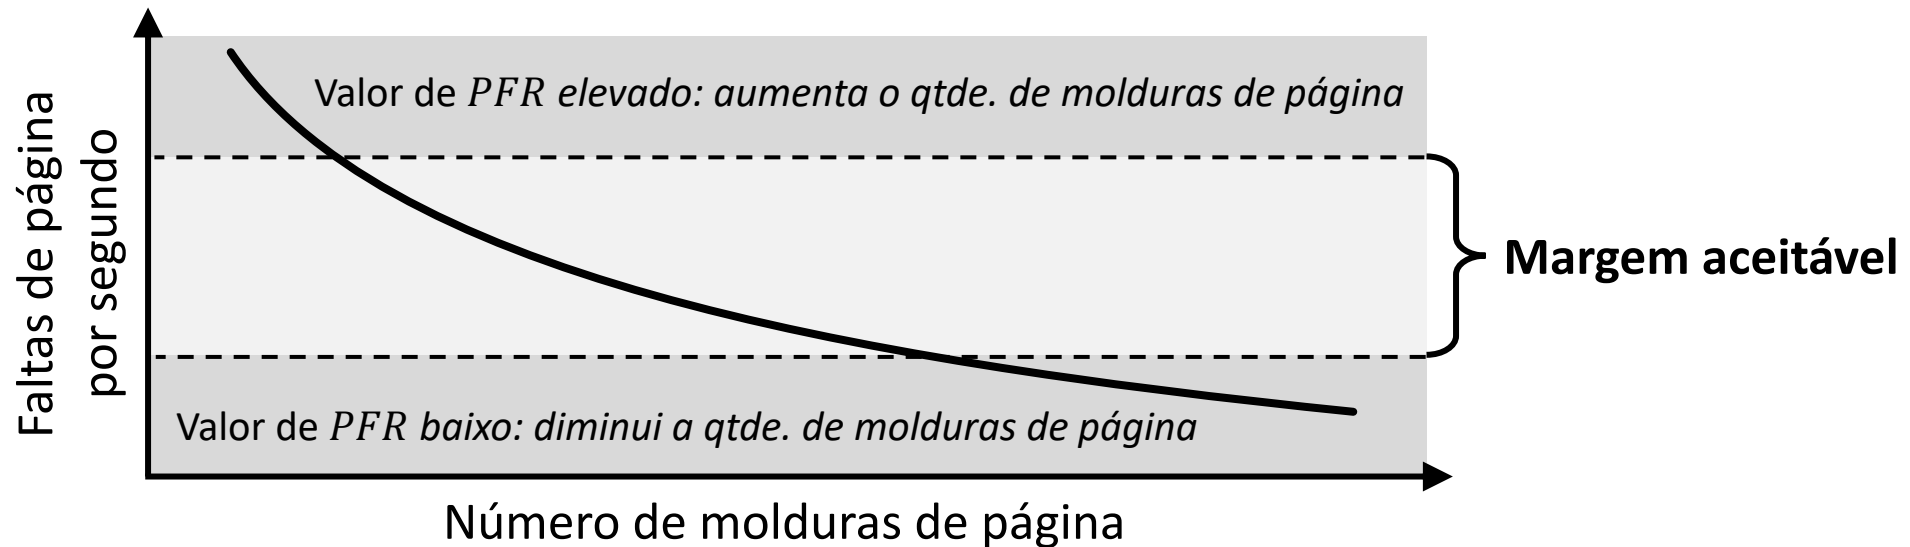 Faltas de página
por segundo
Valor de PFR elevado: aumenta o qtde. de molduras de página
Margem aceitável
Valor de PFR baixo: diminui a qtde. de molduras de página
Número de molduras de página